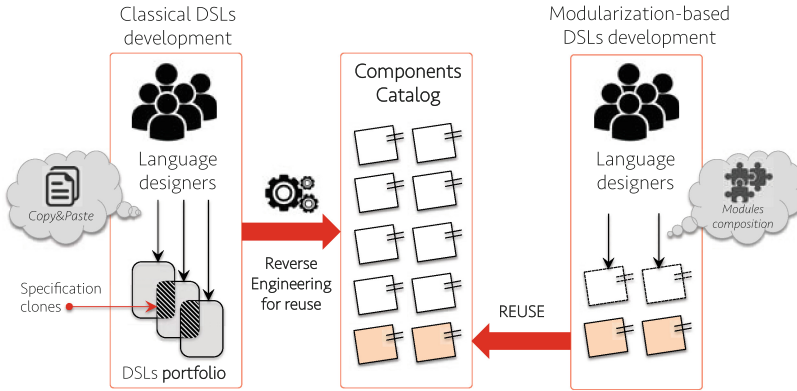 Classical DSLs
development
Language
designers
Copy&Paste
Specification
clones
DSLs portfolio
Reverse
Engineering
for reuse
Components
Catalog
REUSE
Modularization-based
DSLs development
Language
designers
Modules
composition